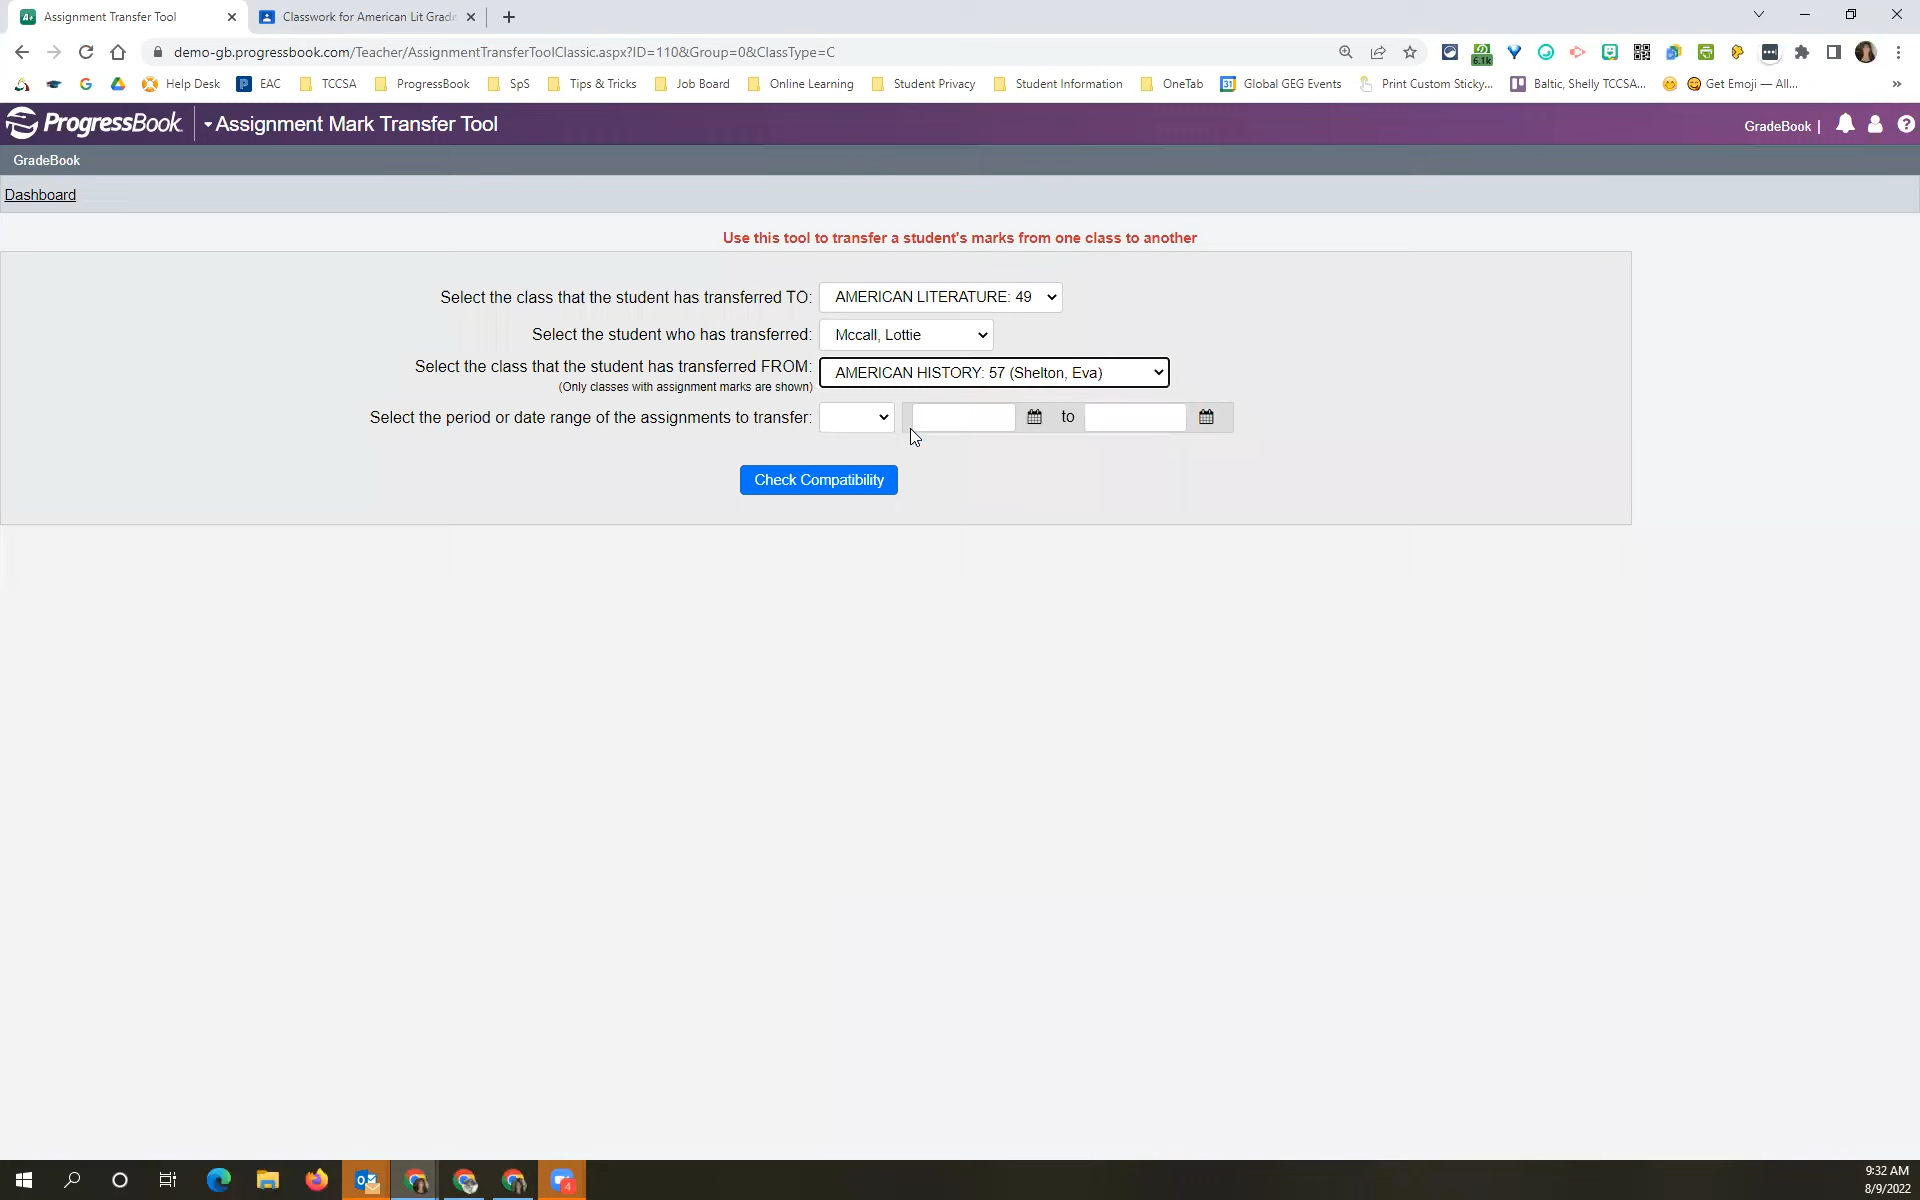 Assignment Transfer Tool
Classwork for American Lit Grade
demo-gb.progressbook.com/Teacher/AssignmentTransferToolClassic.aspx?ID=110&Group=0&ClassType=C
6.1k
Help Desk
EAC
TCCSA
ProgressBook
SpS
Tips & Tricks
Job Board
Online Learning
Student Privacy
Student Information
OneTab
31
Global GEG Events
Print Custom Sticky...
Baltic, Shelly TCCSA...
Get Emoji — All...
ProgressBook
Assignment Mark Transfer Tool
GradeBook |
GradeBook
Dashboard
Use this tool to transfer a student's marks from one class to another
Select the class that the student has transferred TO: AMERICAN LITERATURE: 49
Select the student who has transferred: Mccall, Lottie
Select the class that the student has transferred FROM: AMERICAN HISTORY: 57 (Shelton, Eva)
(Only classes with assignment marks are shown)
Select the period or date range of the assignments to transfer: to
Check Compatibility
9:32 AM
8/9/2022